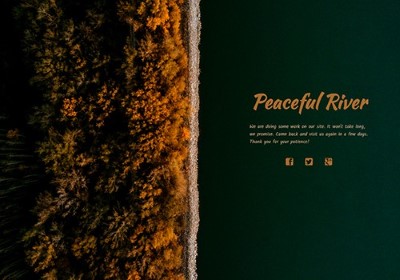 Peaceful River
We are doing some work on our site. It won't take long,
we promise. Come back and visit us again in a few days.
Thank you for your patience!